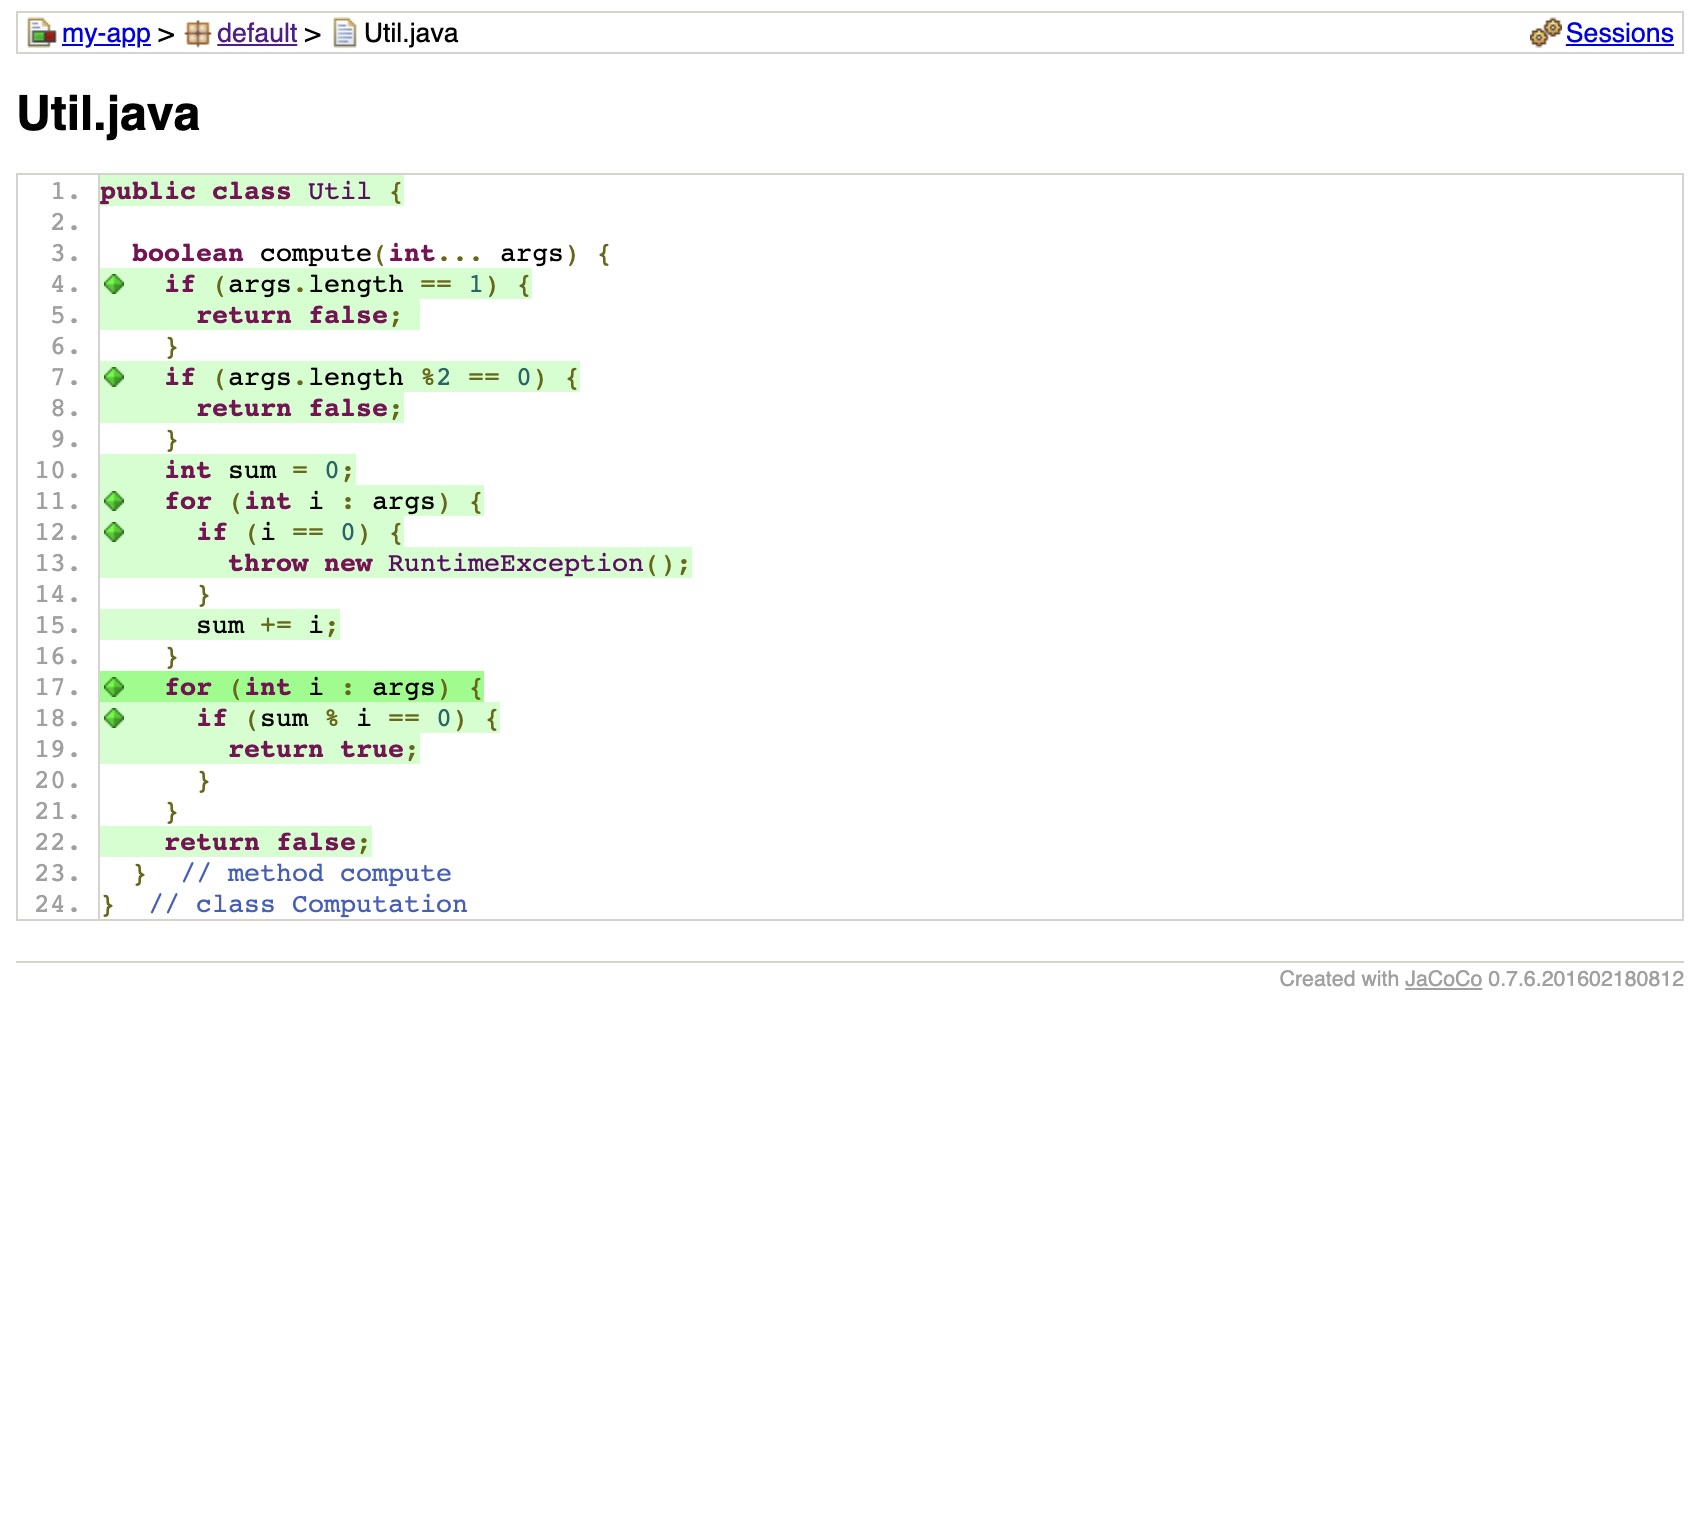 my-app > default > Util.java Sessions
Util.java
1. public class Util {
2.
3.   boolean compute(int... args) {
4.     if (args.length == 1) {
5.       return false;
6.     }
7.     if (args.length %2 == 0) {
8.       return false;
9.     }
10.     int sum = 0;
11.     for (int i : args) {
12.       if (i == 0) {
13.         throw new RuntimeException();
14.       }
15.       sum += i;
16.     }
17.     for (int i : args) {
18.       if (sum % i == 0) {
19.         return true;
20.       }
21.     }
22.     return false;
23.   }  // method compute
24. }  // class Computation
Created with JaCoCo 0.7.6.201602180812